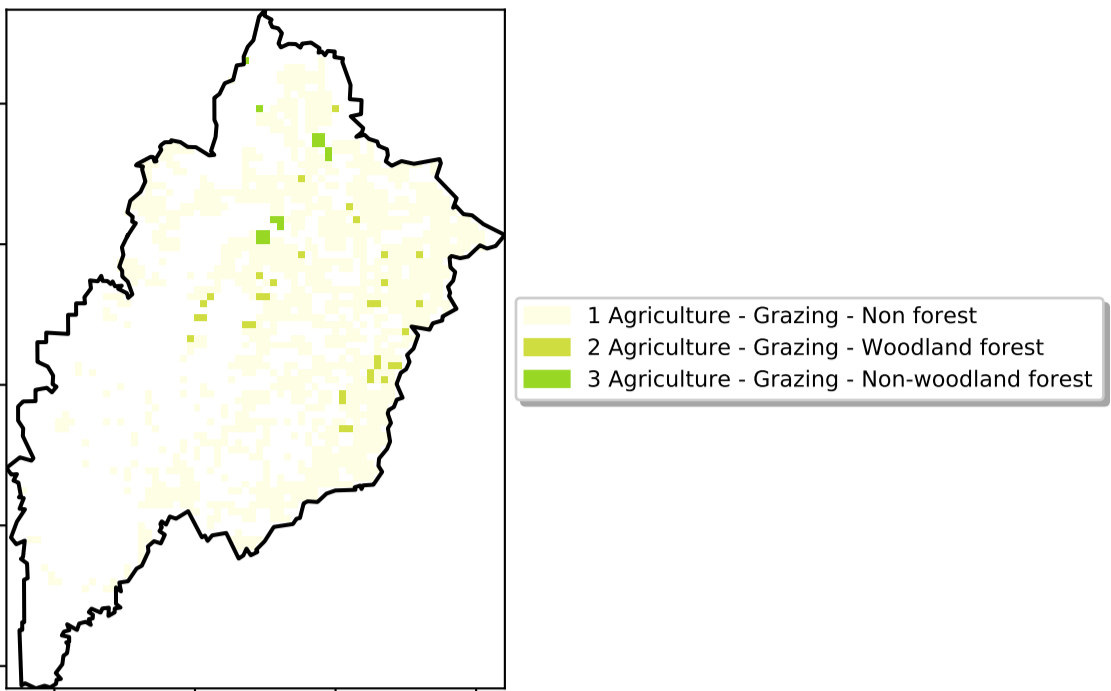 1 Agriculture - Grazing - Non forest
2 Agriculture - Grazing - Woodland forest
3 Agriculture - Grazing - Non-woodland forest